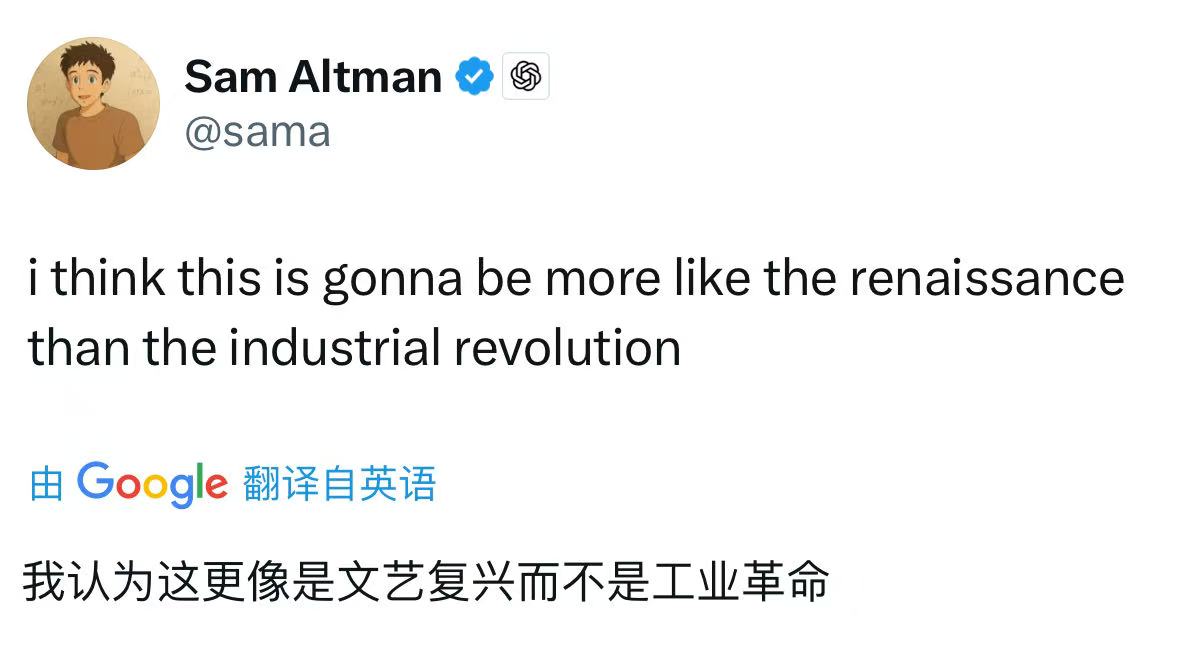 Sam Altman
@sama
i think this is gonna be more like the renaissance
than the industrial revolution
由 Google 翻译自英语
我认为这更像是文艺复兴而不是工业革命